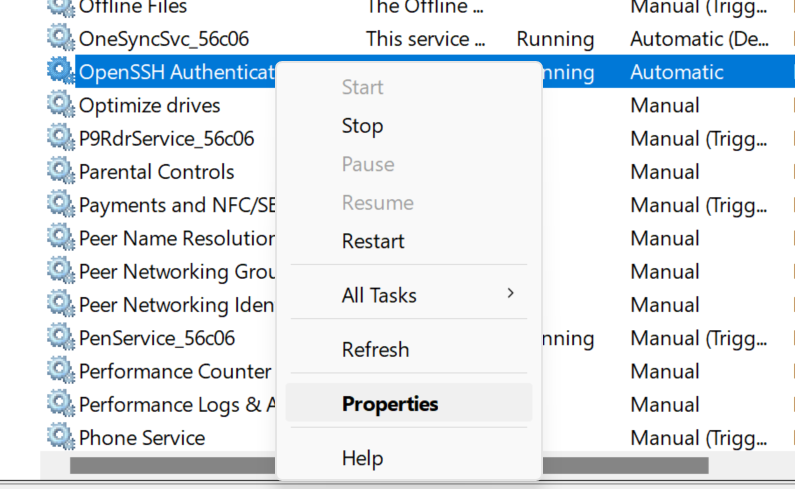 Offline Files The Offline ... Manual (Trigg...
OneSyncSvc_56c06 This service ... Running Automatic (De...
OpenSSH Authenticat nning Automatic
Start
Optimize drives Manual
Stop
P9RdrService_56c06 Manual (Trigg...
Pause
Parental Controls Manual
Payments and NFC/SE Manual (Trigg...
Resume
Peer Name Resolution Manual
Restart
Peer Networking Grou Manual
Peer Networking Iden Manual
All Tasks
PenService_56c06 nning Manual (Trigg...
Refresh
Performance Counter Manual
Performance Logs & A Manual
Properties
Phone Service Manual (Trigg...
Help